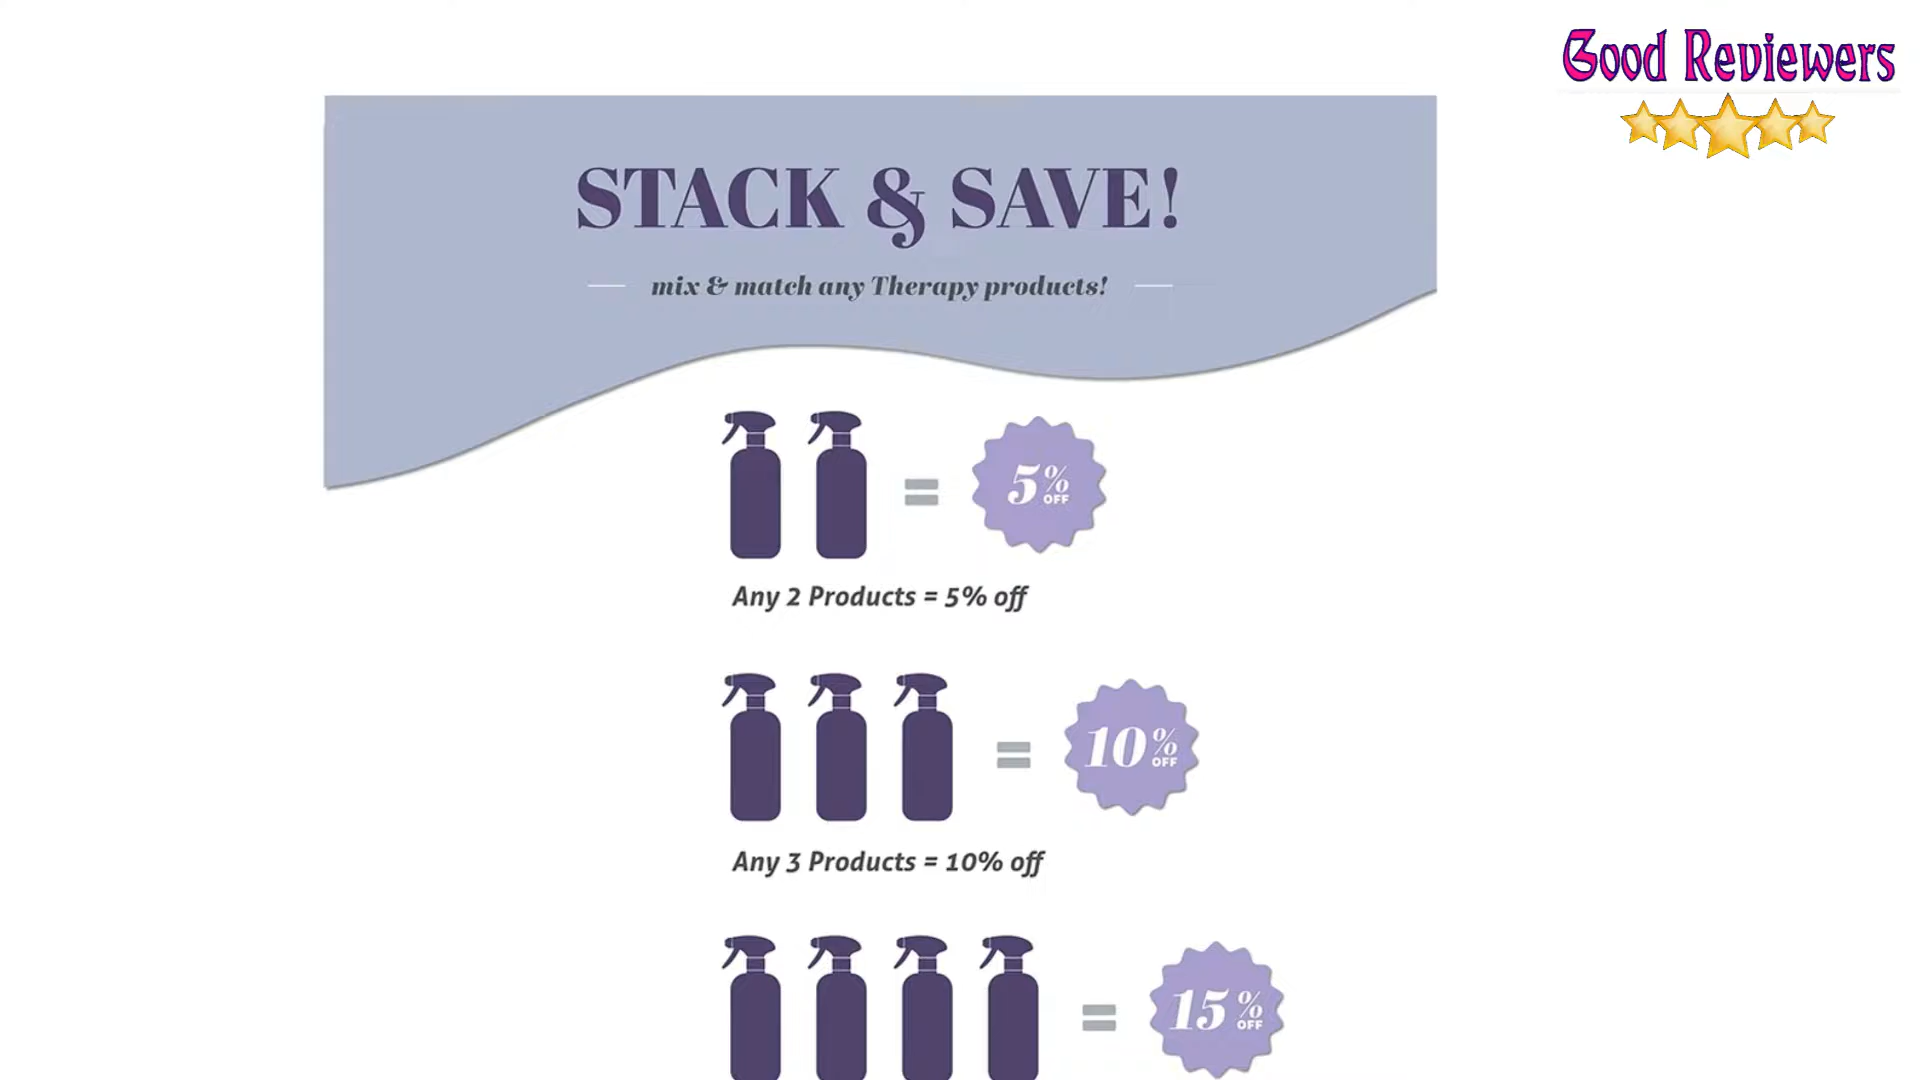 Good Reviewers
STACK & SAVE!
mix & match any Therapy products!
= 5% OFF
Any 2 Products = 5% off
= 10% OFF
Any 3 Products = 10% off
= 15% OFF